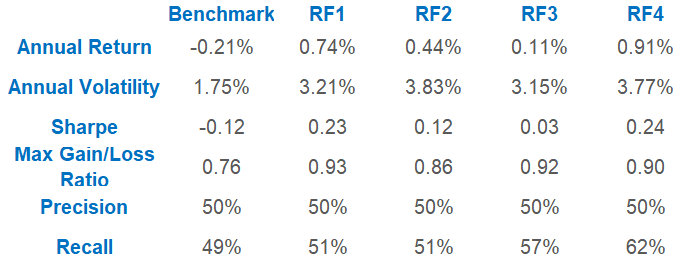 Benchmark RF1 RF2 RF3 RF4
Annual Return -0.21% 0.74% 0.44% 0.11% 0.91%
Annual Volatility 1.75% 3.21% 3.83% 3.15% 3.77%
Sharpe -0.12 0.23 0.12 0.03 0.24
Max Gain/Loss
Ratio 0.76 0.93 0.86 0.92 0.90
Precision 50% 50% 50% 50% 50%
Recall 49% 51% 51% 57% 62%